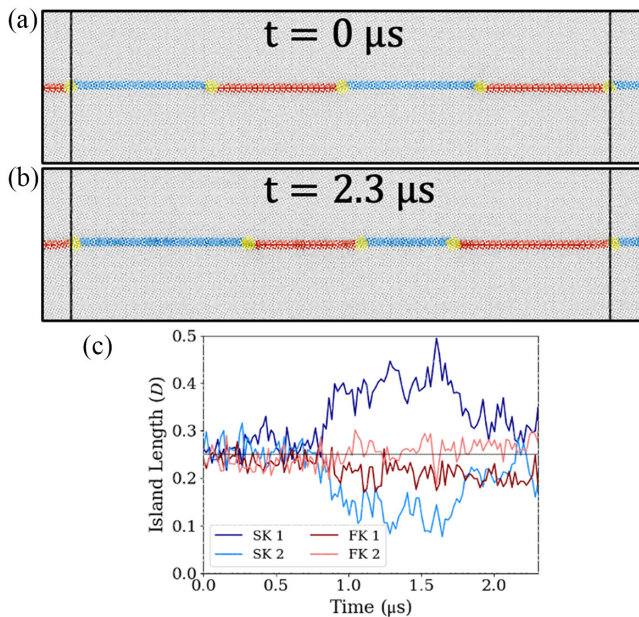 (a)
t = 0 μs
(b)
t = 2.3 μs
(c)
0.5
0.4
0.3
0.2
0.1
0.0
Island Length (D)
SK 1 FK 1
SK 2 FK 2
0.0 0.5 1.0 1.5 2.0
Time (μs)